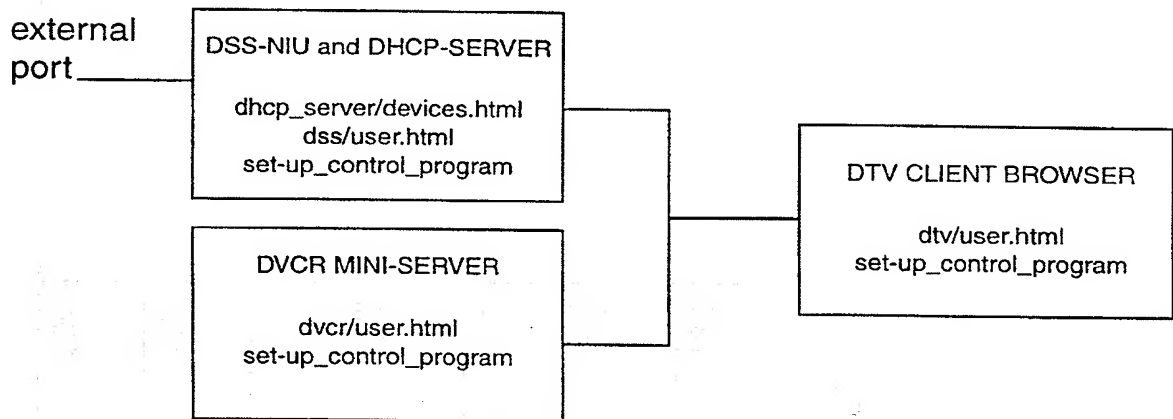 external
port
DSS-NIU and DHCP-SERVER
dhcp_server/devices.html
dss/user.html
set-up_control_program
DVCR MINI-SERVER
dvcr/user.html
set-up_control_program
DTV CLIENT BROWSER
dtv/user.html
set-up_control_program